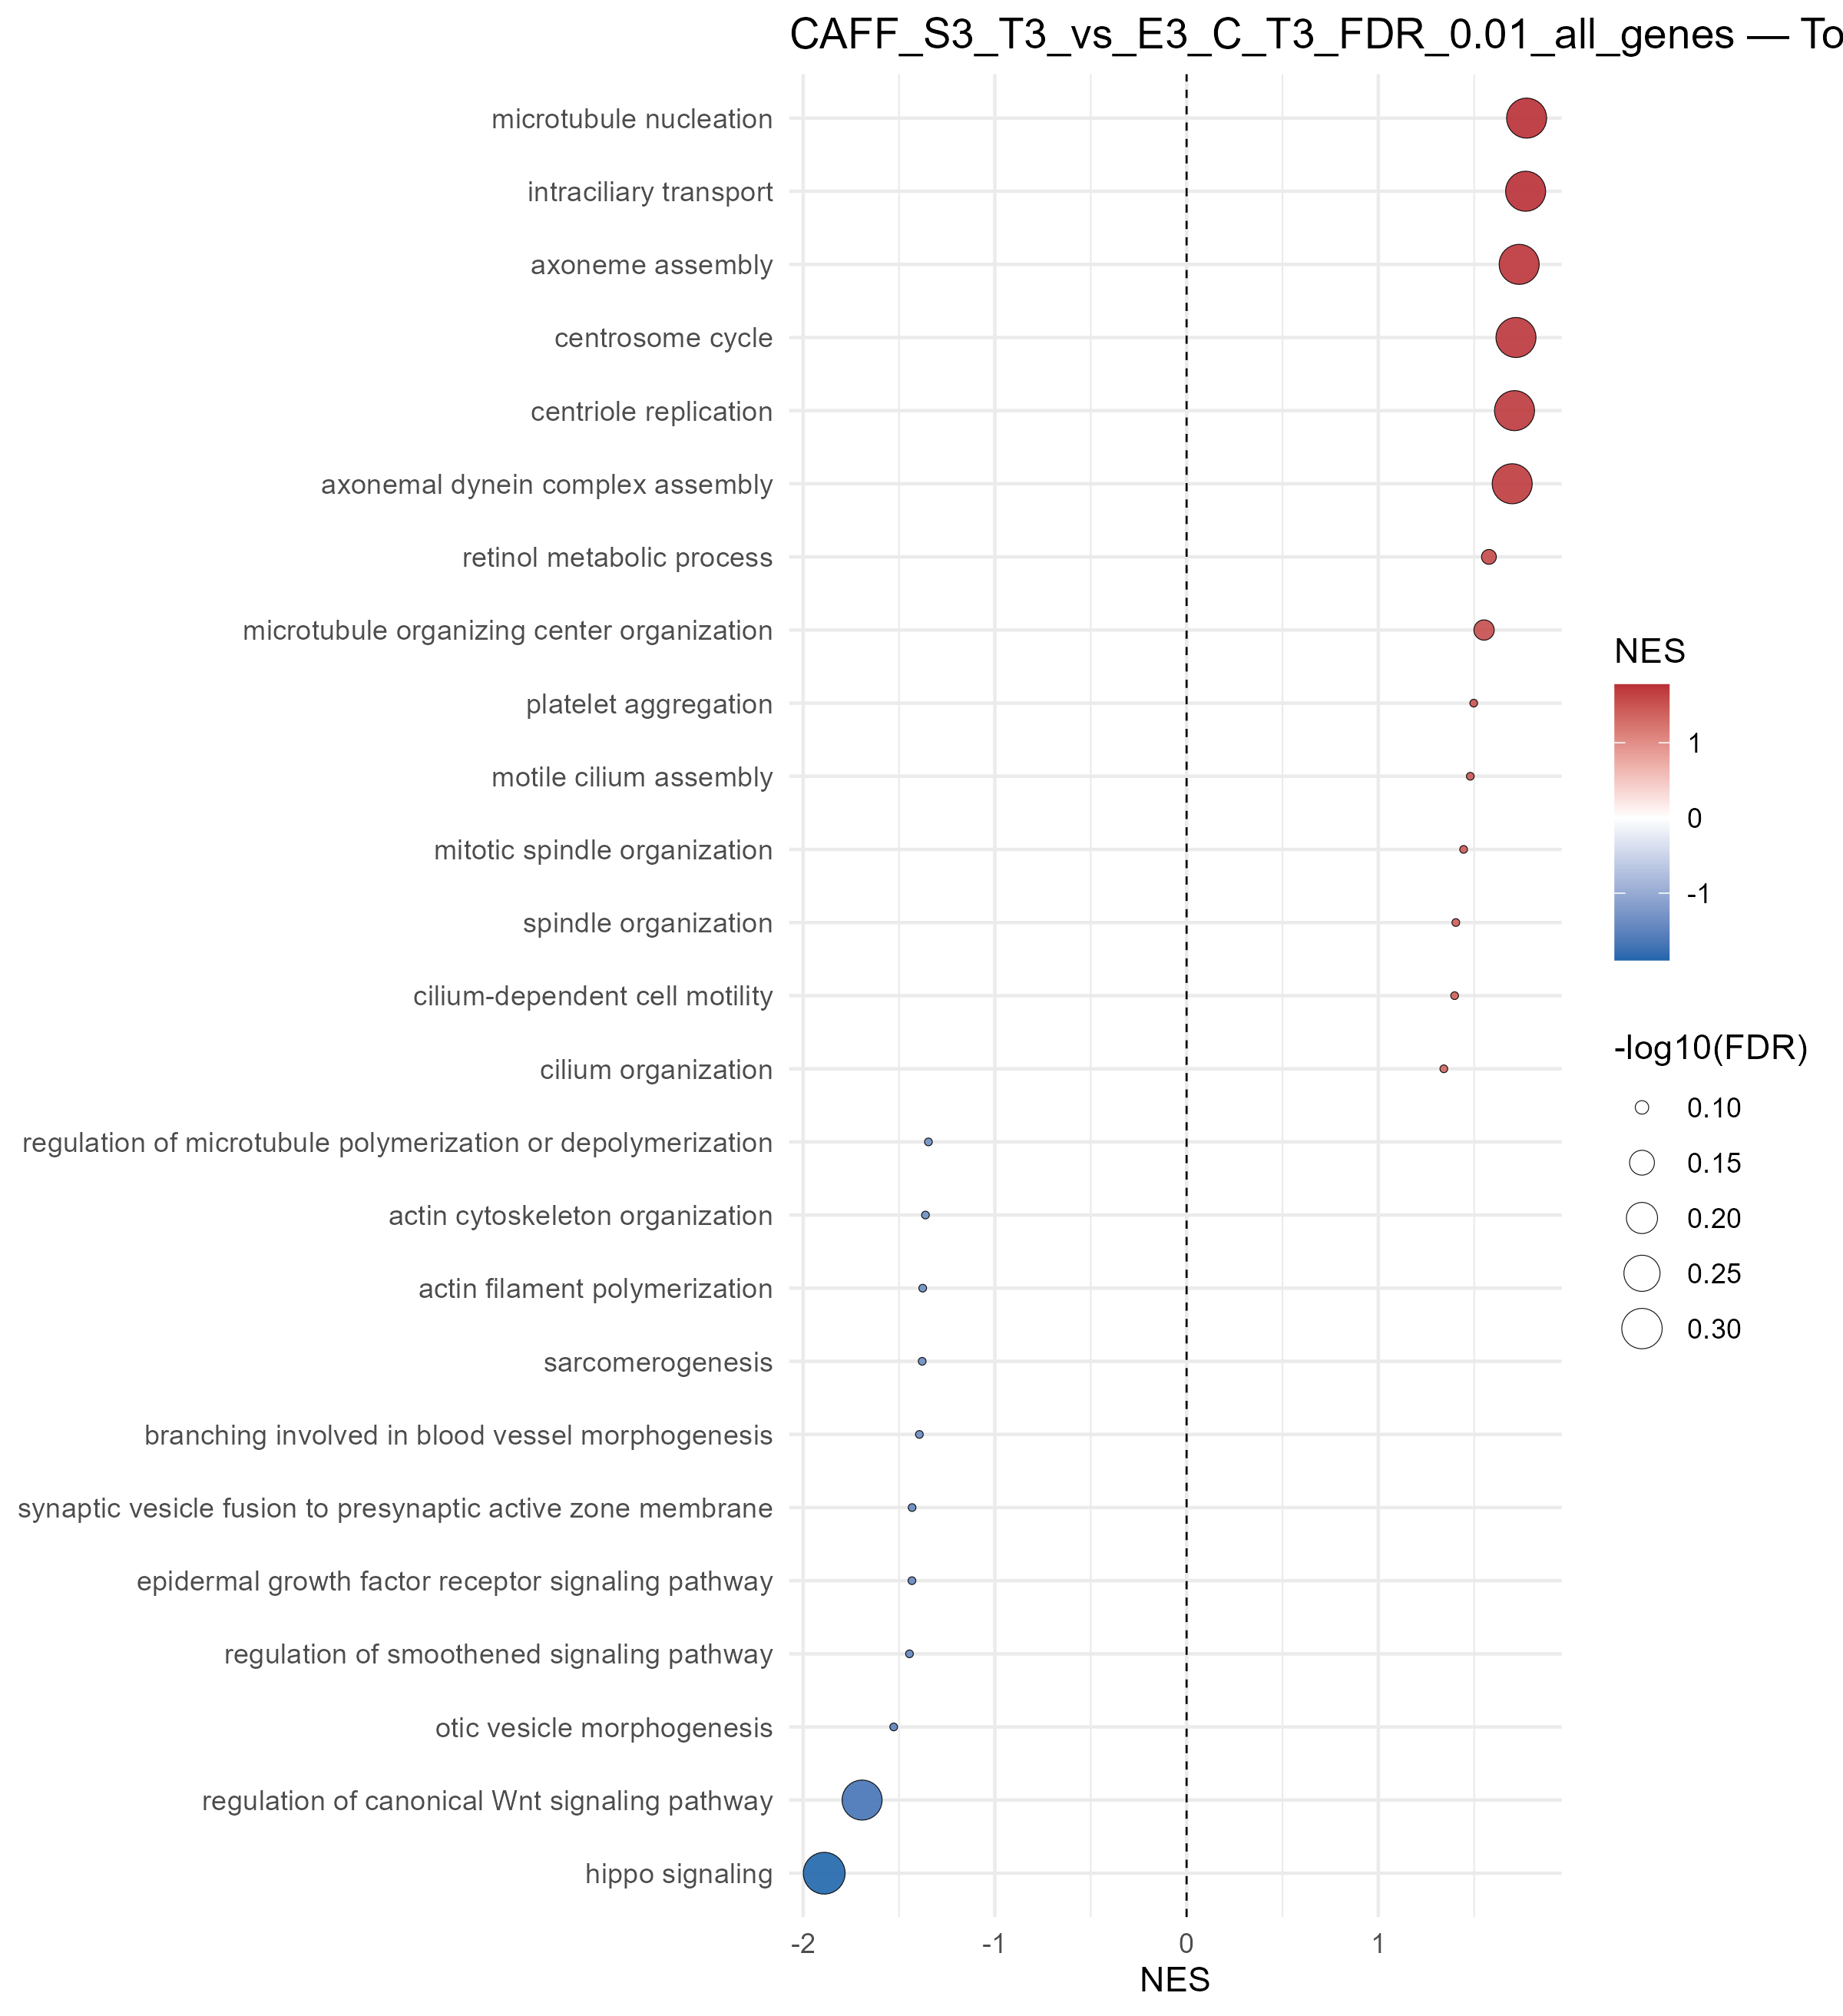 CAFF_S3_T3_vs_E3_C_T3_FDR_0.01_all_genes — To
microtubule nucleation
intraciliary transport
axoneme assembly
centrosome cycle
centriole replication
axonemal dynein complex assembly
retinol metabolic process
microtubule organizing center organization
platelet aggregation
motile cilium assembly
mitotic spindle organization
spindle organization
cilium-dependent cell motility
cilium organization
regulation of microtubule polymerization or depolymerization
actin cytoskeleton organization
actin filament polymerization
sarcomerogenesis
branching involved in blood vessel morphogenesis
synaptic vesicle fusion to presynaptic active zone membrane
epidermal growth factor receptor signaling pathway
regulation of smoothened signaling pathway
otic vesicle morphogenesis
regulation of canonical Wnt signaling pathway
hippo signaling
-2
-1
0
1
NES
NES
1
0
-1
-log10(FDR)
0.10
0.15
0.20
0.25
0.30